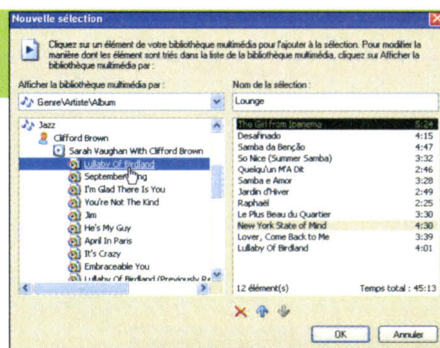 Nouvelle sélection
Cliquez sur un élément de votre bibliothèque multimédia pour l'ajouter à la sélection. Pour modifier la
manière dont les élément sont triés dans la liste de la bibliothèque multimédia, cliquez sur Afficher la
bibliothèque multimédia par :
Afficher la bibliothèque multimédia par :
Genre\Artiste\Album
Jazz
Clifford Brown
Sarah Vaughan With Clifford Brown
Lullaby Of Birdland
September
I'm Glad There Is You
You're Not The Kind
Jim
He's My Guy
April In Paris
It's Crazy
Embraceable You
Lullaby Of Birdland (Previously Re
Nom de la sélection :
Lounge
The Girl from Ipanema 5:24
Desafinado 4:15
Samba da Benção 4:47
So Nice (Summer Samba) 3:32
Quelqu'un M'A Dit 2:46
Samba e Amor 3:28
Jardin d'Hiver 2:49
Raphaël 2:25
Le Plus Beau du Quartier 3:30
New York State of Mind 4:30
Lover, Come Back to Me 3:39
Lullaby Of Birdland 4:01
12 élément(s) Temps total : 45:13
OK Annuler